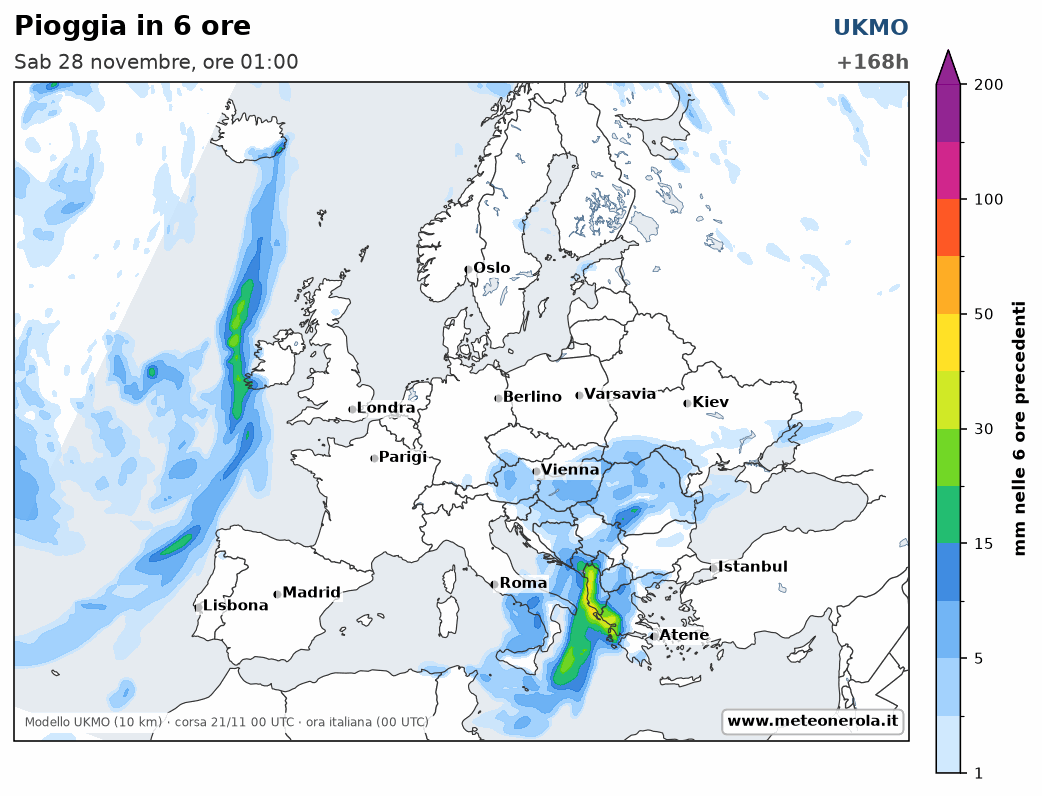 Pioggia in 6 ore
UKMO
Sab 28 novembre, ore 01:00
+168h
200
100
50
30
15
5
1
mm nelle 6 ore precedenti
Oslo
Londra
Berlino
Varsavia
Kiev
Parigi
Vienna
Istanbul
Roma
Madrid
Lisbona
Atene
Modello UKMO (10 km) · corsa 21/11 00 UTC · ora italiana (00 UTC)
www.meteonerola.it